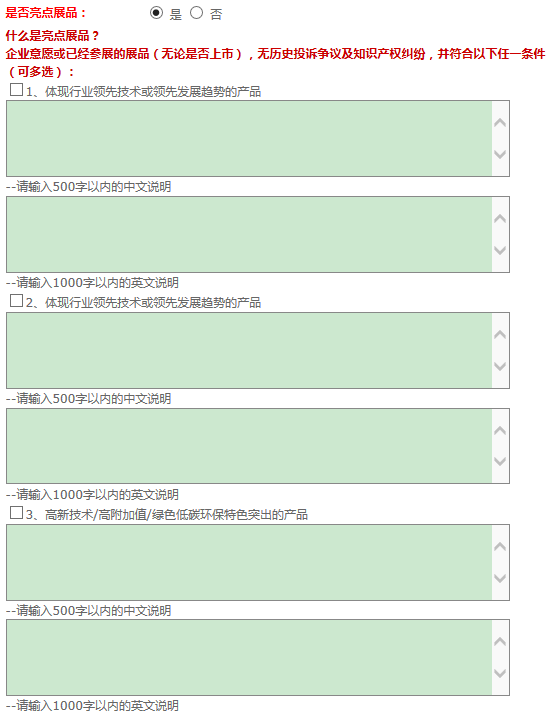 是否亮点展品： 是 否
什么是亮点展品？
企业意愿或已经参展的展品（无论是否上市），无历史投诉争议及知识产权纠纷，并符合以下任一条件
（可多选）：
1、体现行业领先技术或领先发展趋势的产品
--请输入500字以内的中文说明
--请输入1000字以内的英文说明
2、体现行业领先技术或领先发展趋势的产品
--请输入500字以内的中文说明
--请输入1000字以内的英文说明
3、高新技术/高附加值/绿色低碳环保特色突出的产品
--请输入500字以内的中文说明
--请输入1000字以内的英文说明